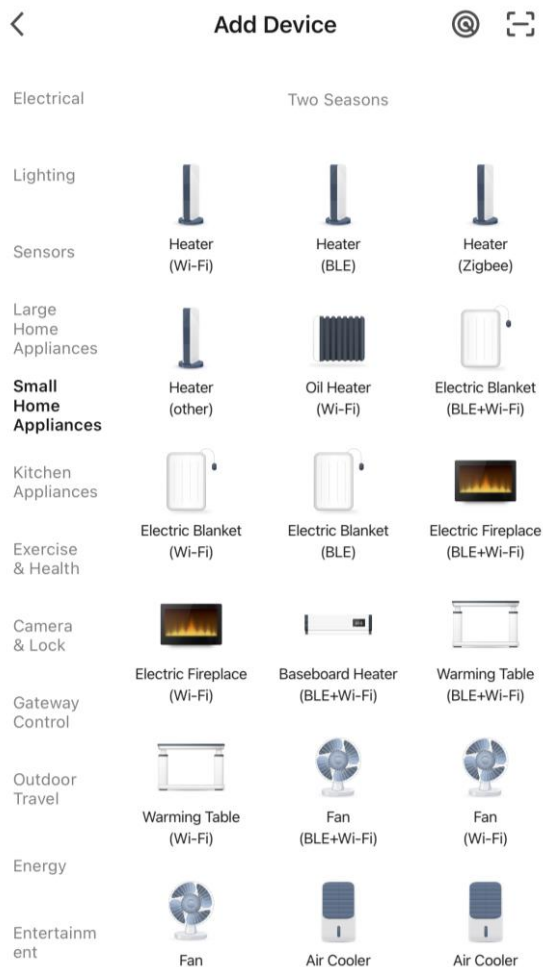 Add Device
Electrical
Lighting
Sensors
Large
Home
Appliances
Small
Home
Appliances
Kitchen
Appliances
Exercise
& Health
Camera
& Lock
Gateway
Control
Outdoor
Travel
Energy
Entertainm
ent
Two Seasons
Heater
(Wi-Fi)
Heater
(BLE)
Heater
(Zigbee)
Heater
(other)
Oil Heater
(Wi-Fi)
Electric Blanket
(BLE+Wi-Fi)
Electric Blanket
(Wi-Fi)
Electric Blanket
(BLE)
Electric Fireplace
(BLE+Wi-Fi)
Electric Fireplace
(Wi-Fi)
Baseboard Heater
(BLE+Wi-Fi)
Warming Table
(BLE+Wi-Fi)
Warming Table
(Wi-Fi)
Fan
(BLE+Wi-Fi)
Fan
(Wi-Fi)
Fan
Air Cooler
Air Cooler